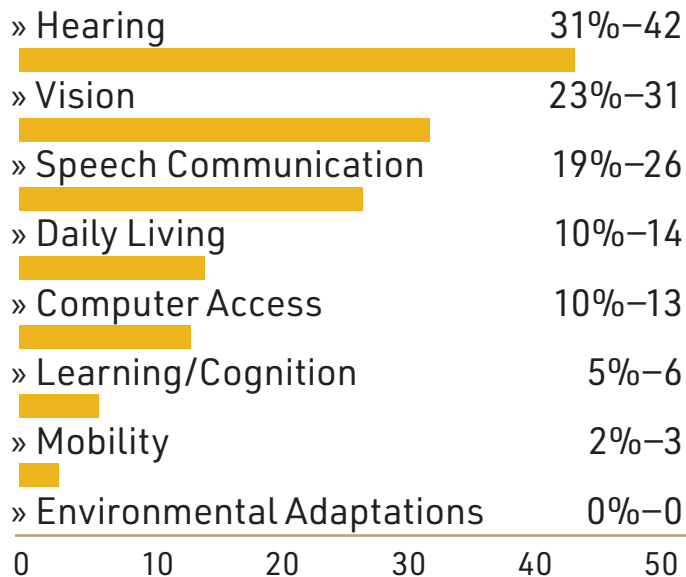 » Hearing 31%–42
» Vision 23%–31
» Speech Communication 19%–26
» Daily Living 10%–14
» Computer Access 10%–13
» Learning/Cognition 5%–6
» Mobility 2%–3
» Environmental Adaptations 0%–0
0 10 20 30 40 50